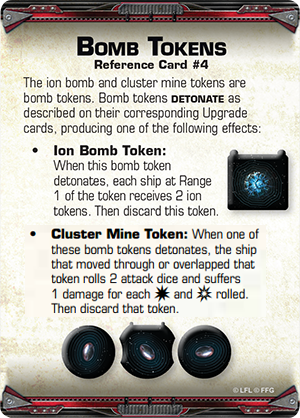 BOMB TOKENS
Reference Card #4
The ion bomb and cluster mine tokens are
bomb tokens. Bomb tokens DETONATE as
described on their corresponding Upgrade
cards, producing one of the following effects:
• Ion Bomb Token:
When this bomb token
detonates, each ship at Range
1 of the token receives 2 ion
tokens. Then discard this token.
• Cluster Mine Token: When one of
these bomb tokens detonates, the ship
that moved through or overlapped that
token rolls 2 attack dice and suffers
1 damage for each and rolled.
Then discard that token.
© LFL © FFG